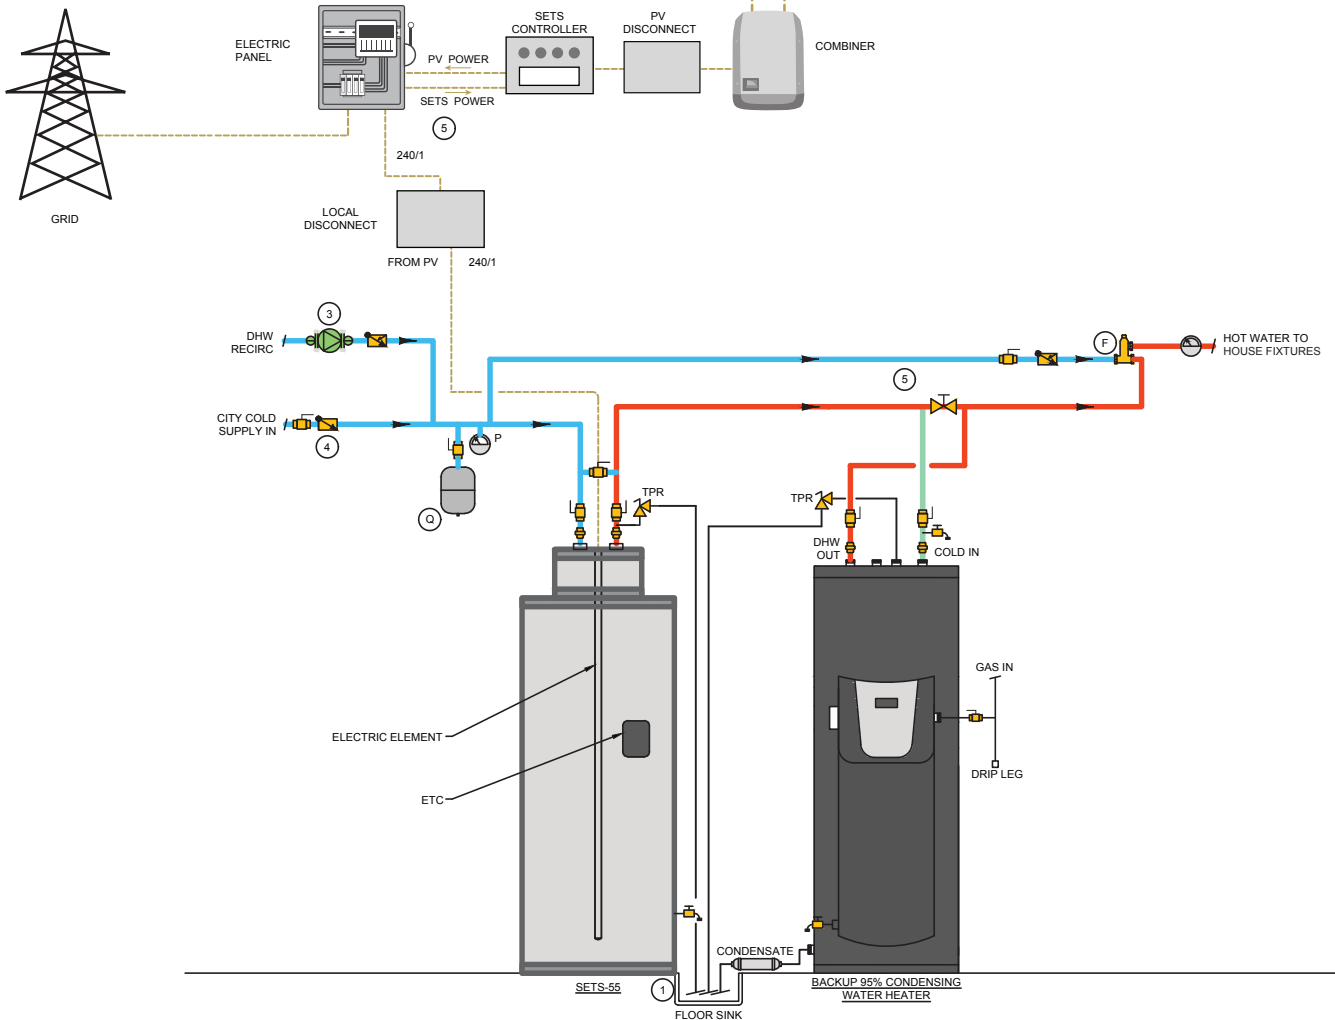 SETS
CONTROLLER
PV
DISCONNECT
ELECTRIC
PANEL
COMBINER
PV POWER
SETS POWER
5
240/1
GRID
LOCAL
DISCONNECT
FROM PV
240/1
3
DHW
RECIRC
F
HOT WATER TO
HOUSE FIXTURES
5
CITY COLD
SUPPLY IN
4
P
Q
TPR
TPR
DHW
OUT
COLD IN
GAS IN
ELECTRIC ELEMENT
DRIP LEG
ETC
CONDENSATE
SETS-55
1
BACKUP 95% CONDENSING
WATER HEATER
FLOOR SINK